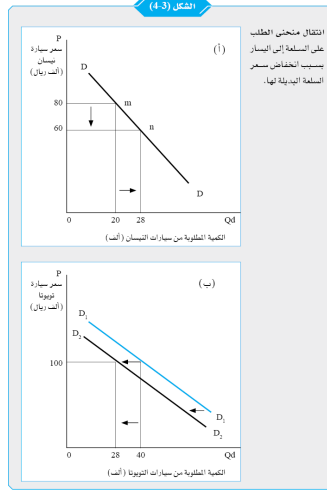 الشكل (3-4)
انتقال منحنى الطلب
على السلعة إلى اليسار
بسبب انخفاض سعر
السلعة البديلة لها.
(أ)
P
سعر سيارة
نيسان
(ألف ريال)
D
80
m
60
n
D
0
20
28
Qd
الكمية المطلوبة من سيارات النيسان (ألف)
(ب)
P
سعر سيارة
تويوتا
(ألف ريال)
D1
D2
100
D1
D2
0
28
40
Qd
الكمية المطلوبة من سيارات التويوتا (ألف)